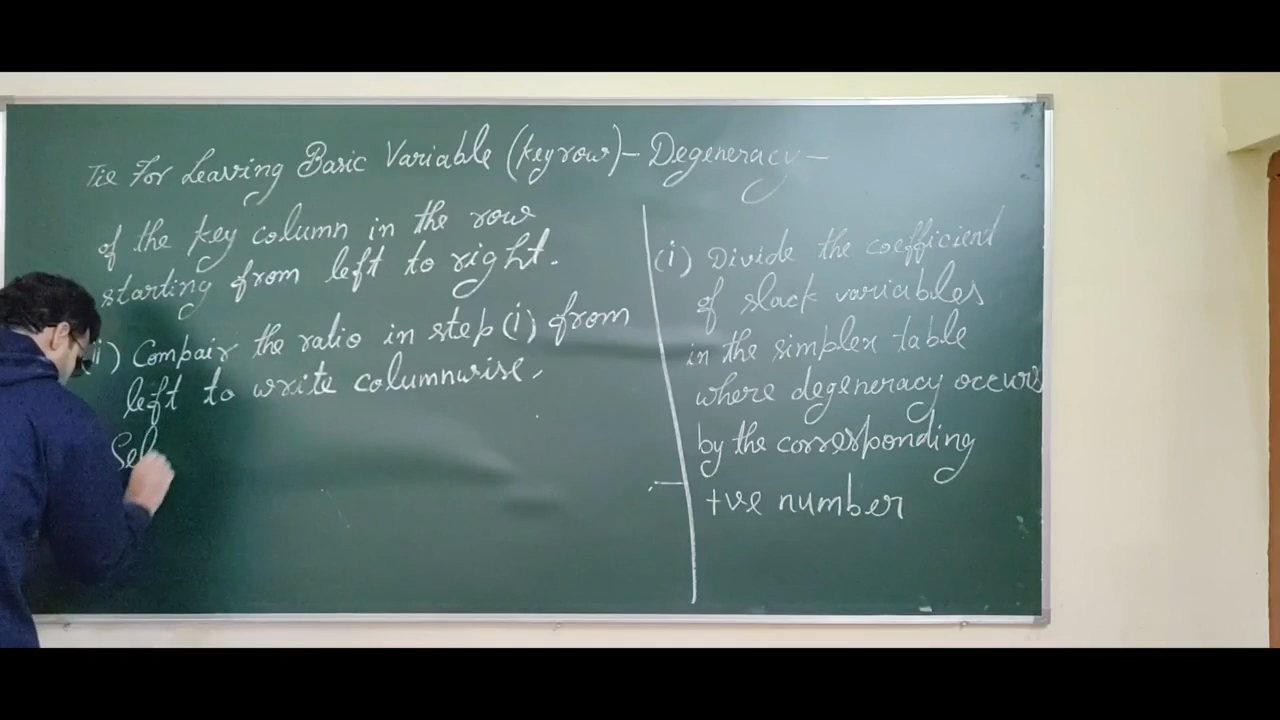 Tie For Leaving Basic Variable (key row) - Degeneracy -
of the key column in the row
starting from left to right.
(ii) Compair the ratio in step (i) from
left to write columnwise.
Sel
(i) Divide the coefficient
of slack variables
in the simplex table
where degeneracy occurs
by the corresponding
+ve number